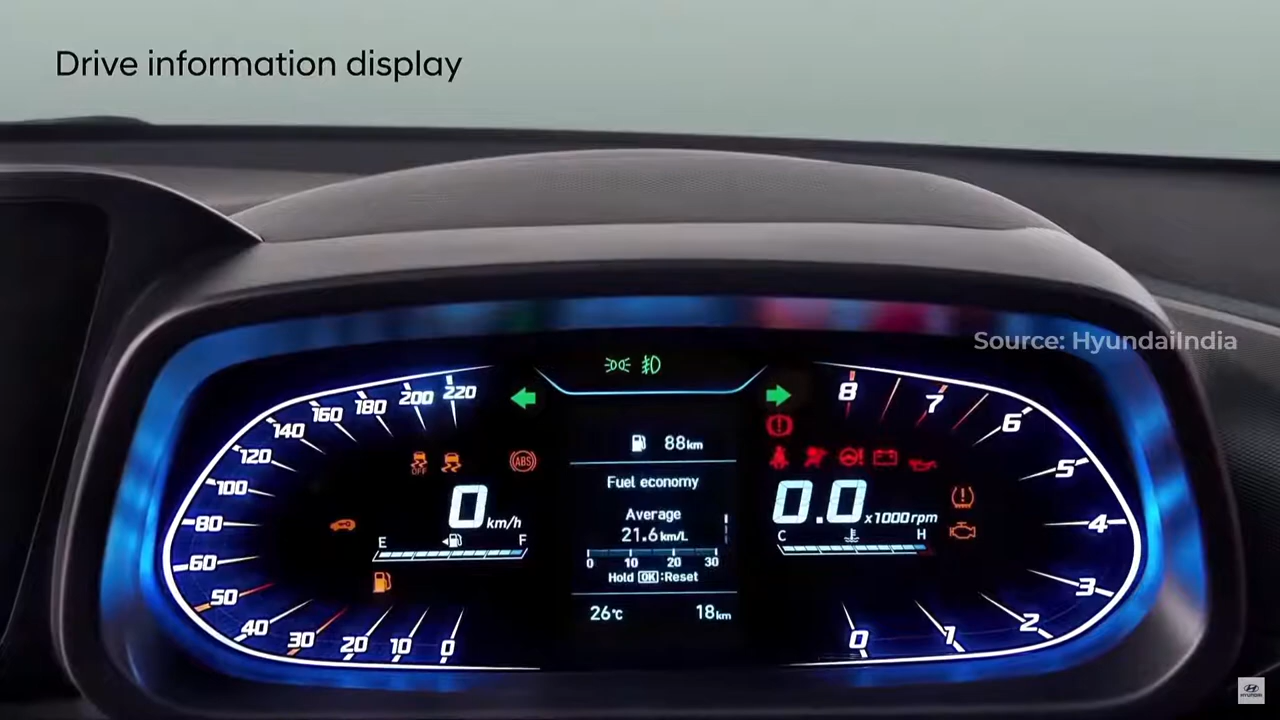 Drive information display
Source: HyundaiIndia
220
200
180
160
140
120
100
80
60
50
40
30
20
10
0
OFF
ABS
0 km/h
E F
88km
Fuel economy
Average
21.6km/L
0 10 20 30
Hold OK:Reset
26°C 18km
0.0 x1000rpm
C H
8
7
6
5
4
3
2
1
0
HYUNDAI